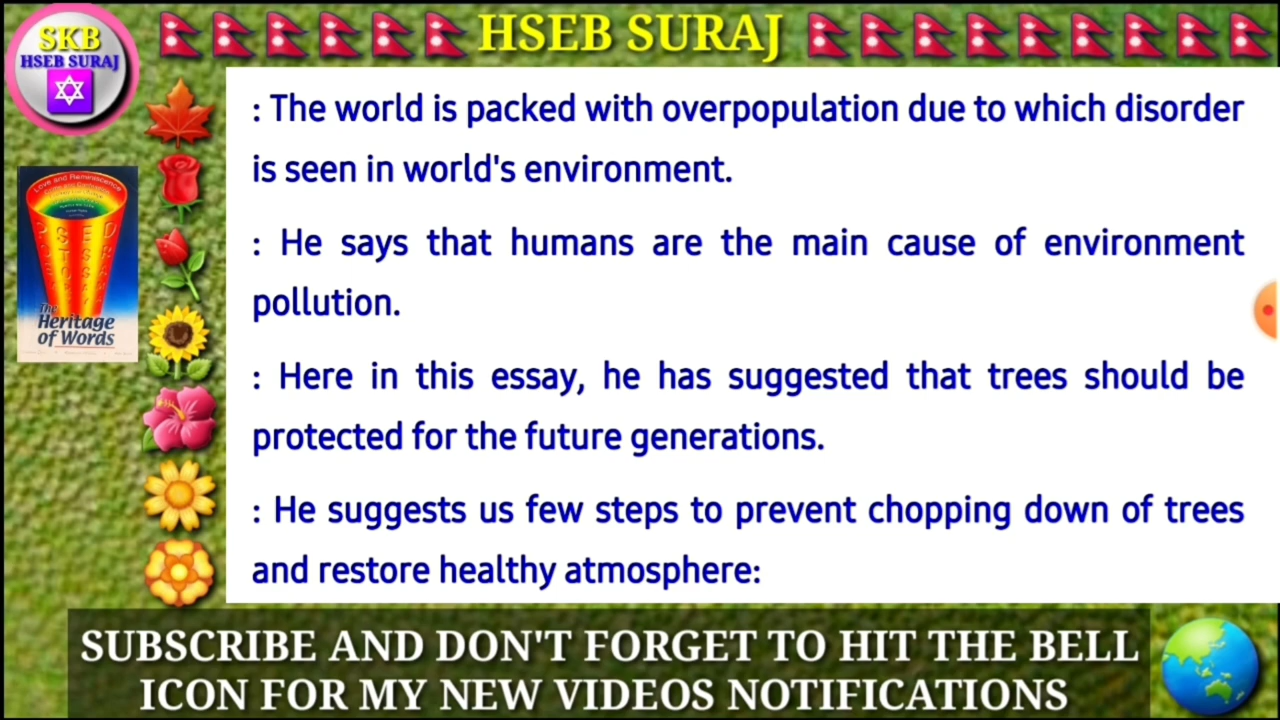 SKB
HSEB SURAJ
HSEB SURAJ
: The world is packed with overpopulation due to which disorder
is seen in world's environment.
: He says that humans are the main cause of environment
pollution.
: Here in this essay, he has suggested that trees should be
protected for the future generations.
: He suggests us few steps to prevent chopping down of trees
and restore healthy atmosphere:
Love and Reminiscence
The
Heritage
of Words
SUBSCRIBE AND DON'T FORGET TO HIT THE BELL
ICON FOR MY NEW VIDEOS NOTIFICATIONS